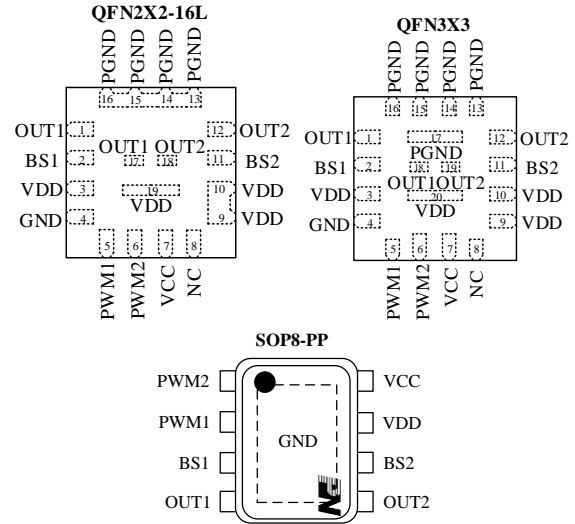 QFN2X2-16L
PGND PGND PGND PGND
16 15 14 13
OUT1 1 12 OUT2
OUT1 OUT2
BS1 2 17 18 11 BS2
VDD 3 19 10 VDD
VDD
GND 4 9 VDD
5 6 7 8
PWM1 PWM2 VCC NC
QFN3X3
PGND PGND PGND PGND
16 15 14 13
OUT1 1 17 12 OUT2
PGND
BS1 2 18 19 11 BS2
OUT1OUT2
VDD 3 20 10 VDD
VDD
GND 4 9 VDD
5 6 7 8
PWM1 PWM2 VCC NC
SOP8-PP
PWM2 VCC
PWM1 VDD
GND
BS1 BS2
OUT1 OUT2